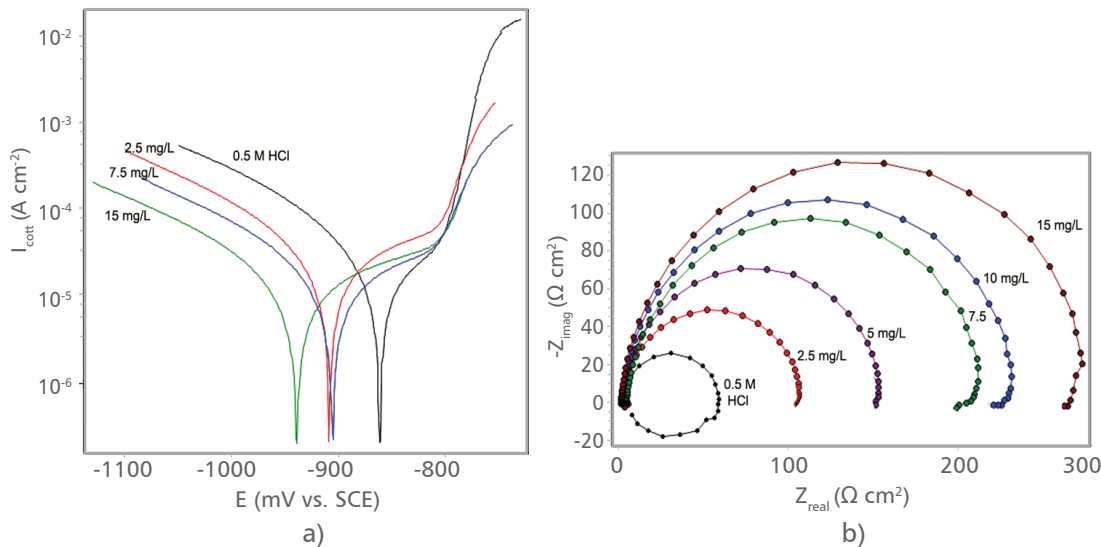 10-2
10-3
10-4
10-5
10-6
Icott (A cm-2)
2.5 mg/L
7.5 mg/L
15 mg/L
0.5 M HCl
-1100
-1000
-900
-800
E (mV vs. SCE)
a)
120
100
80
60
40
20
0
-20
-Zimag (Ω cm2)
15 mg/L
10 mg/L
7.5
5 mg/L
2.5 mg/L
0.5 M
HCl
0
100
200
300
Zreal (Ω cm2)
b)